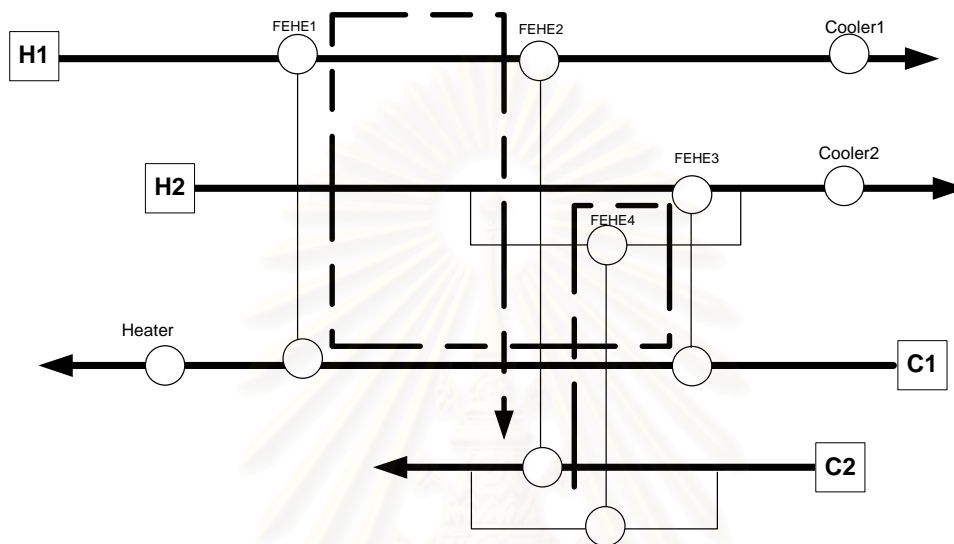 FEHE1
FEHE2
Cooler1
H1
FEHE3
Cooler2
H2
FEHE4
Heater
C1
C2